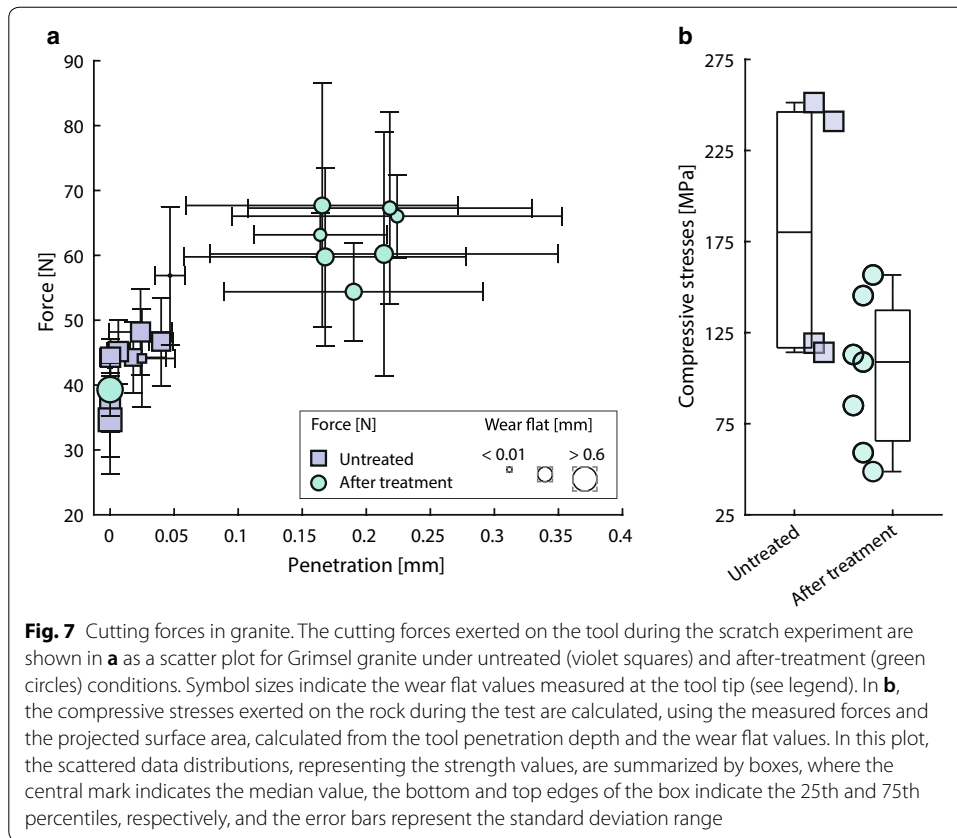 a
b
90
80
70
60
50
40
30
20
Force [N]
0
0.05
0.1
0.15
0.2
0.25
0.3
0.35
0.4
Penetration [mm]
Force [N]
Wear flat [mm]
< 0.01
> 0.6
Untreated
After treatment
275
225
175
125
75
25
Compressive stresses [MPa]
Untreated
After treatment
Fig. 7 Cutting forces in granite. The cutting forces exerted on the tool during the scratch experiment are
shown in a as a scatter plot for Grimsel granite under untreated (violet squares) and after-treatment (green
circles) conditions. Symbol sizes indicate the wear flat values measured at the tool tip (see legend). In b,
the compressive stresses exerted on the rock during the test are calculated, using the measured forces and
the projected surface area, calculated from the tool penetration depth and the wear flat values. In this plot,
the scattered data distributions, representing the strength values, are summarized by boxes, where the
central mark indicates the median value, the bottom and top edges of the box indicate the 25th and 75th
percentiles, respectively, and the error bars represent the standard deviation range